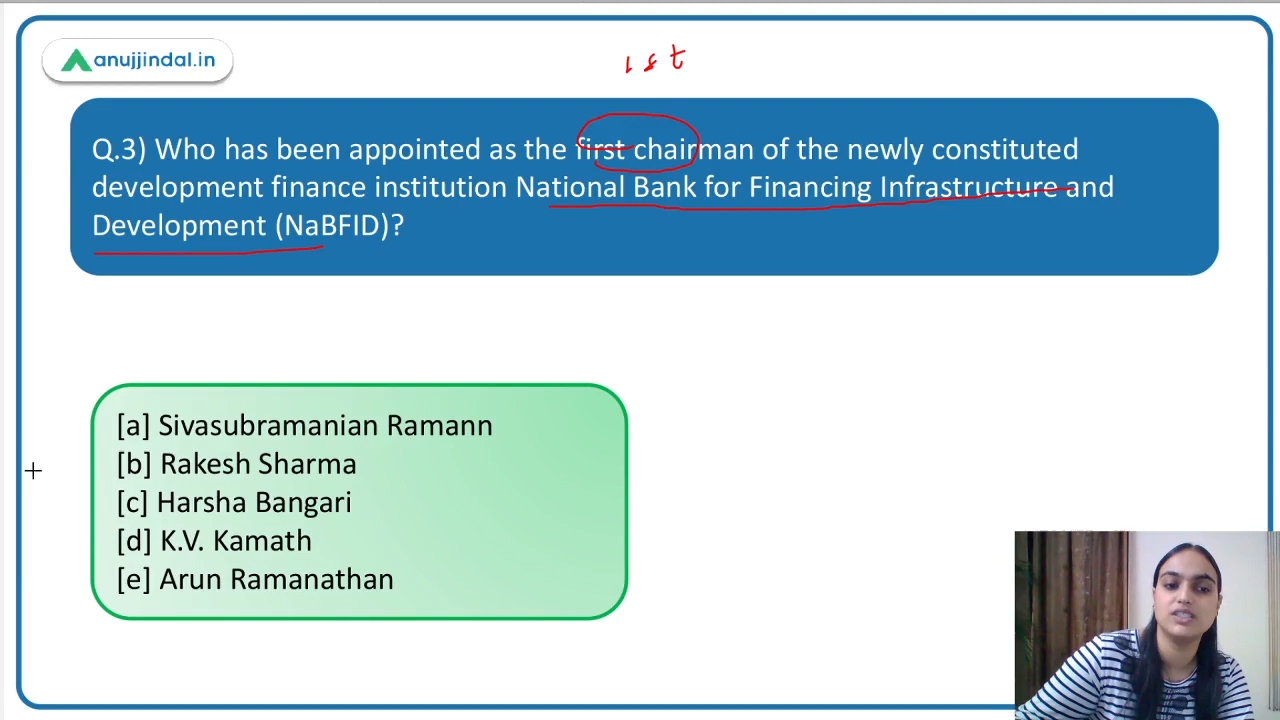 anujjindal.in
1st
Q.3) Who has been appointed as the first chairman of the newly constituted
development finance institution National Bank for Financing Infrastructure and
Development (NaBFID)?
[a] Sivasubramanian Ramann
[b] Rakesh Sharma
[c] Harsha Bangari
[d] K.V. Kamath
[e] Arun Ramanathan